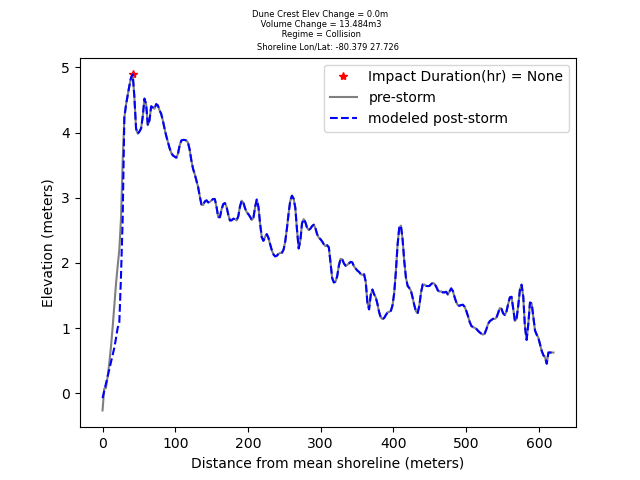 Dune Crest Elev Change = 0.0m
Volume Change = 13.484m3
Regime = Collision
Shoreline Lon/Lat: -80.379 27.726
Impact Duration(hr) = None
pre-storm
modeled post-storm
5
4
3
2
1
0
Elevation (meters)
0 100 200 300 400 500 600
Distance from mean shoreline (meters)